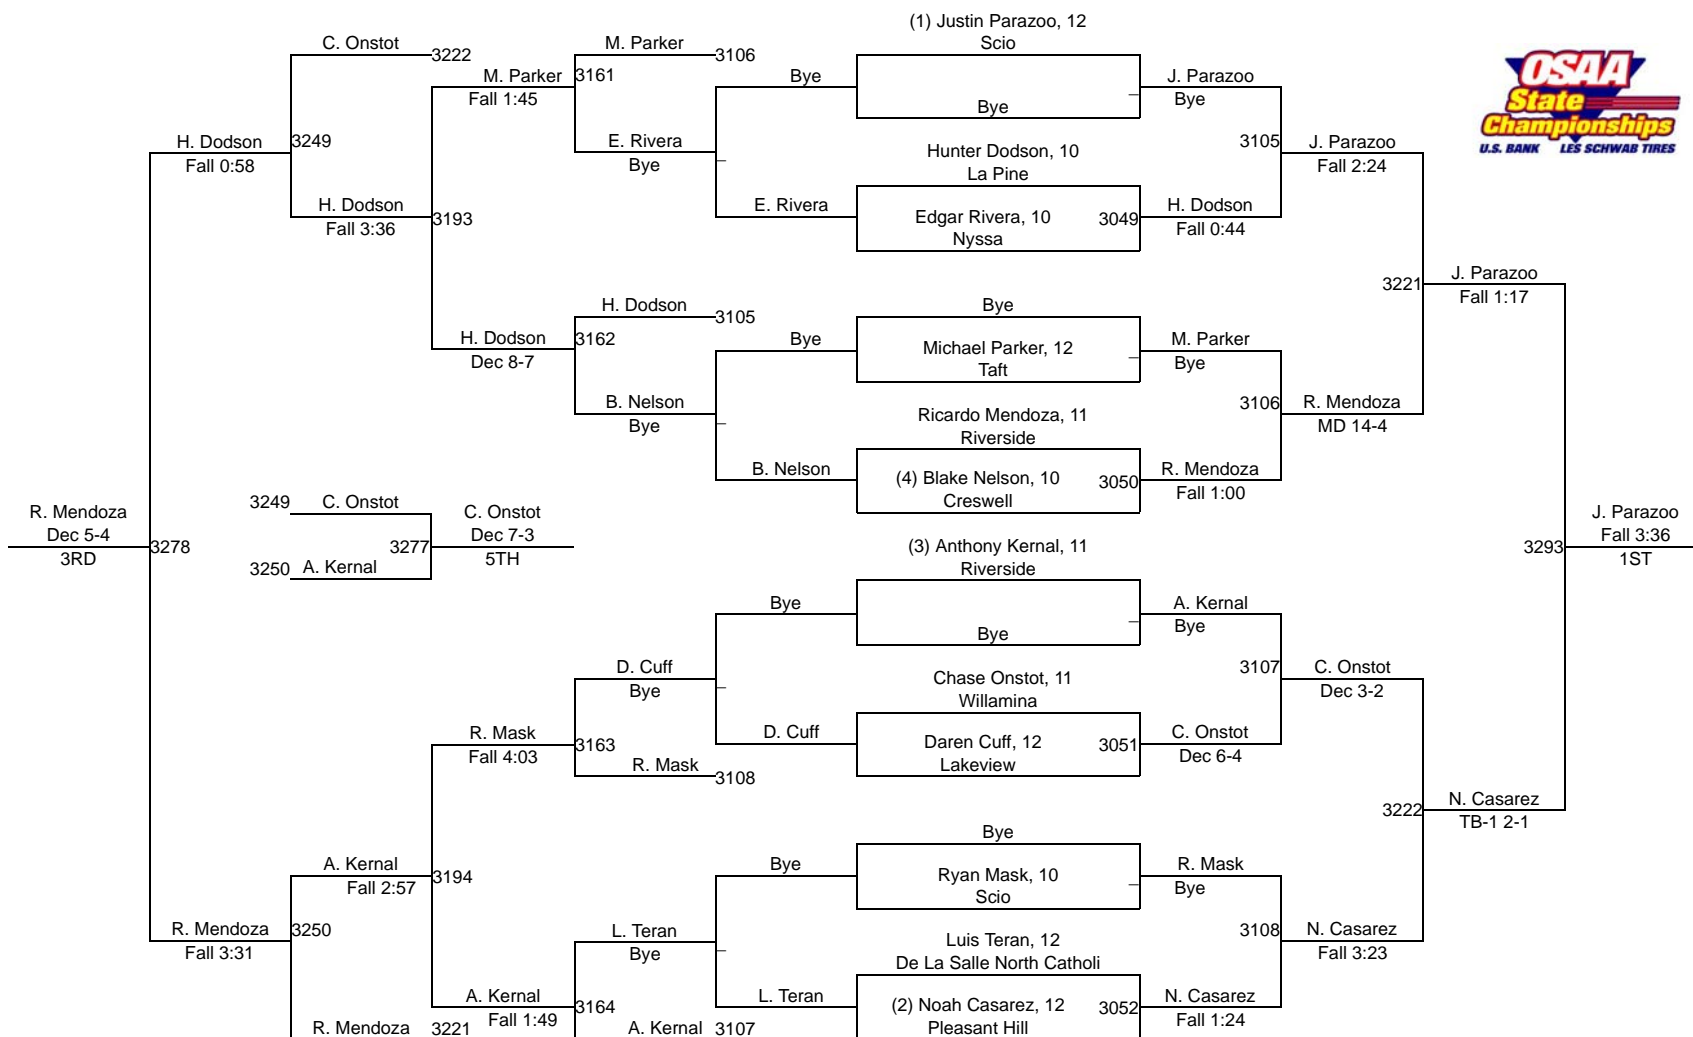 (1) Justin Parazoo, 12
C. Onstot
3222
M. Parker
3106
Scio
M. Parker
3161
Bye
J. Parazoo
Fall 1:45
Bye
Bye
H. Dodson
3249
E. Rivera
Hunter Dodson, 10
3105
J. Parazoo
Fall 0:58
Bye
La Pine
Fall 2:24
H. Dodson
3193
E. Rivera
Edgar Rivera, 10
3049
H. Dodson
Fall 3:36
Nyssa
Fall 0:44
3221
J. Parazoo
Fall 1:17
H. Dodson
3105
Bye
H. Dodson
3162
Bye
Michael Parker, 12
M. Parker
Dec 8-7
Taft
Bye
B. Nelson
Ricardo Mendoza, 11
3106
R. Mendoza
Bye
Riverside
MD 14-4
B. Nelson
(4) Blake Nelson, 10
3050
R. Mendoza
Creswell
Fall 1:00
3249
C. Onstot
R. Mendoza
C. Onstot
J. Parazoo
Dec 5-4
Dec 7-3
Fall 3:36
3278
3277
(3) Anthony Kernal, 11
3293
3RD
5TH
1ST
3250
A. Kernal
Riverside
Bye
A. Kernal
Bye
Bye
D. Cuff
Chase Onstot, 11
3107
C. Onstot
Bye
Willamina
Dec 3-2
R. Mask
3163
D. Cuff
Daren Cuff, 12
3051
C. Onstot
Fall 4:03
Lakeview
Dec 6-4
R. Mask
3108
3222
N. Casarez
TB-1 2-1
Bye
A. Kernal
3194
Bye
Ryan Mask, 10
R. Mask
Fall 2:57
Scio
Bye
R. Mendoza
3250
L. Teran
Luis Teran, 12
3108
N. Casarez
Fall 3:31
Bye
De La Salle North Catholi
Fall 3:23
A. Kernal
3164
L. Teran
(2) Noah Casarez, 12
3052
N. Casarez
R. Mendoza
3221
Fall 1:49
A. Kernal
3107
Pleasant Hill
Fall 1:24
OSAA
State
Championships
U.S. BANK LES SCHWAB TIRES